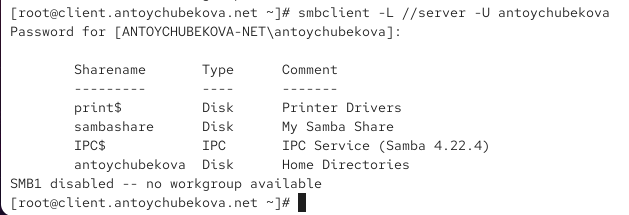 [root@client.antoychubekova.net ~]# smbclient -L //server -U antoychubekova
Password for [ANTOYCHUBEKOVA-NET\antoychubekova]:
Sharename Type Comment
--------- ---- -------
print$ Disk Printer Drivers
sambashare Disk My Samba Share
IPC$ IPC IPC Service (Samba 4.22.4)
antoychubekova Disk Home Directories
SMB1 disabled -- no workgroup available
[root@client.antoychubekova.net ~]#